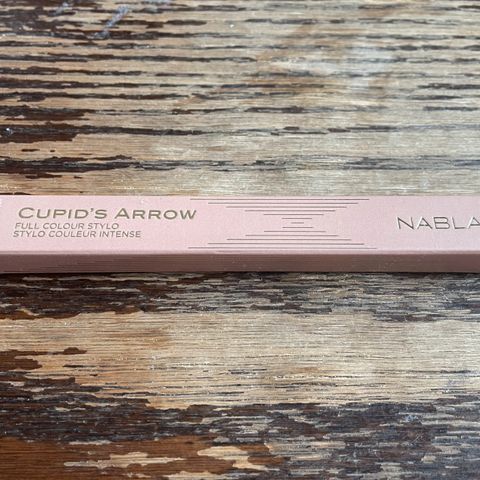 CUPID'S ARROW
FULL COLOUR STYLO
STYLO COULEUR INTENSE
NABLA